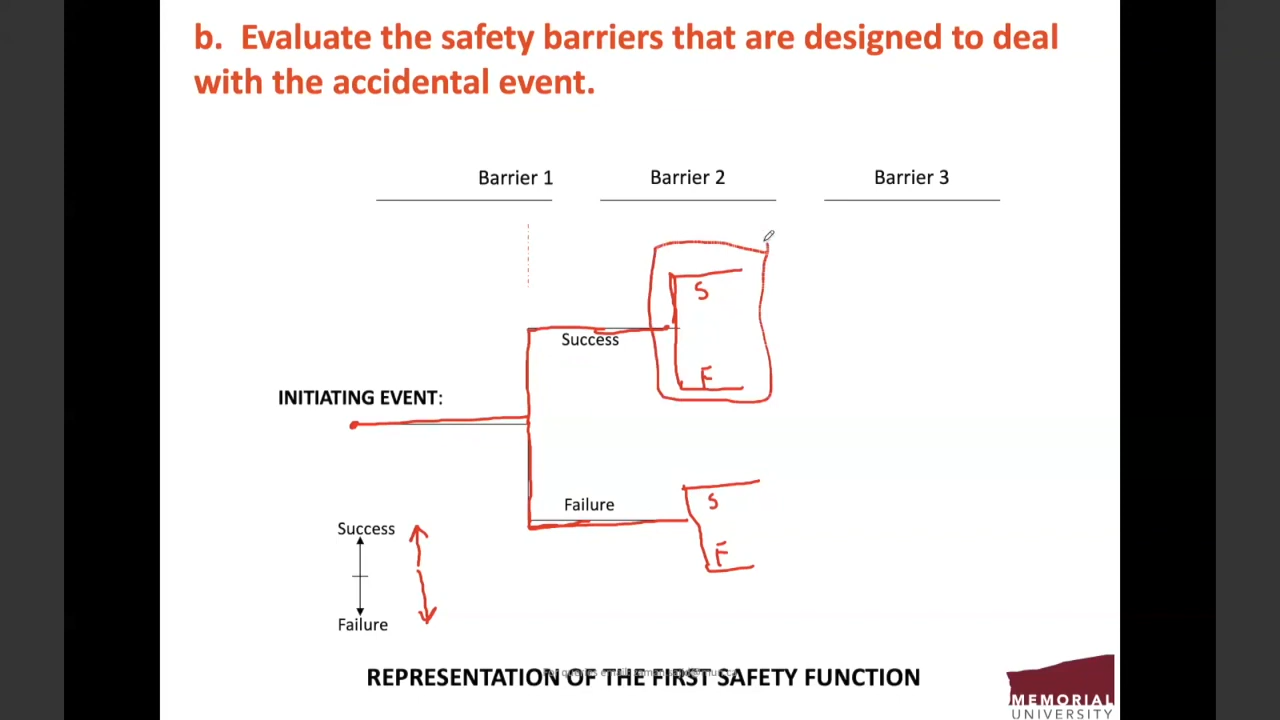 b. Evaluate the safety barriers that are designed to deal
with the accidental event.
Barrier 1 Barrier 2 Barrier 3
S
Success
F
INITIATING EVENT:
Failure
S
Success
F
Failure
REPRESENTATION OF THE FIRST SAFETY FUNCTION
MEMORIAL
UNIVERSITY